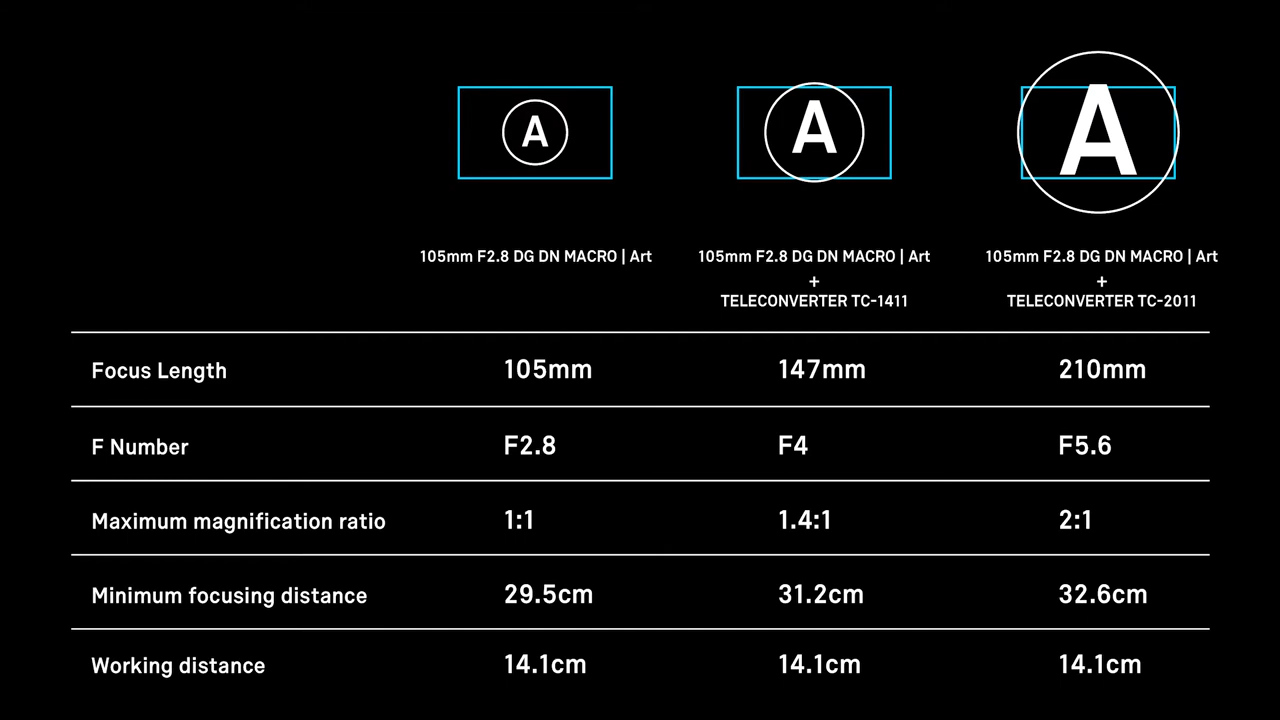 A A A
105mm F2.8 DG DN MACRO | Art 105mm F2.8 DG DN MACRO | Art 105mm F2.8 DG DN MACRO | Art
+ +
TELECONVERTER TC-1411 TELECONVERTER TC-2011
Focus Length 105mm 147mm 210mm
F Number F2.8 F4 F5.6
Maximum magnification ratio 1:1 1.4:1 2:1
Minimum focusing distance 29.5cm 31.2cm 32.6cm
Working distance 14.1cm 14.1cm 14.1cm